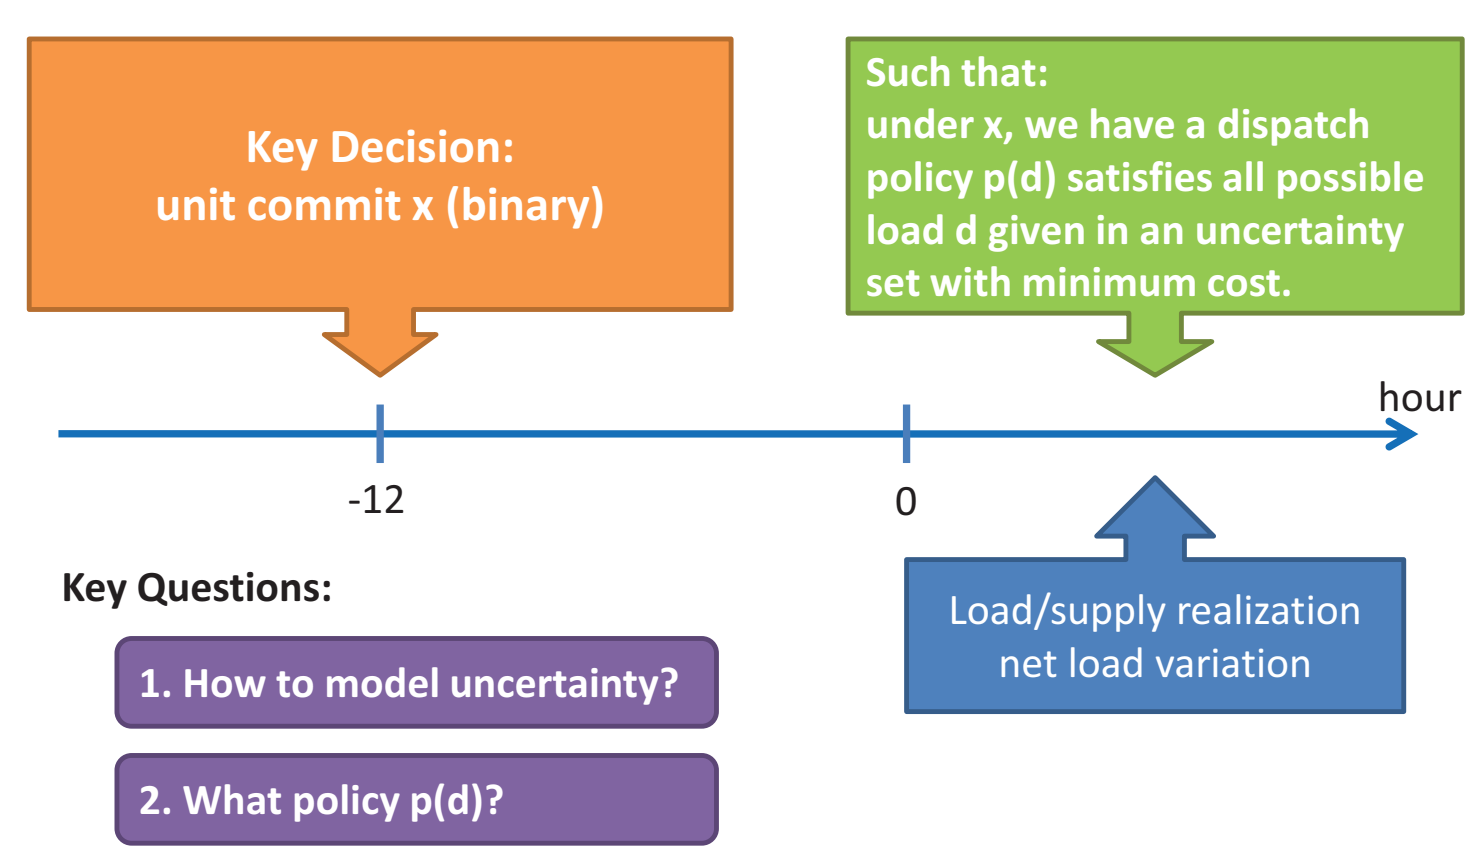 Key Decision:
unit commit x (binary)
Such that:
under x, we have a dispatch
policy p(d) satisfies all possible
load d given in an uncertainty
set with minimum cost.
hour
-12
0
Key Questions:
1. How to model uncertainty?
2. What policy p(d)?
Load/supply realization
net load variation